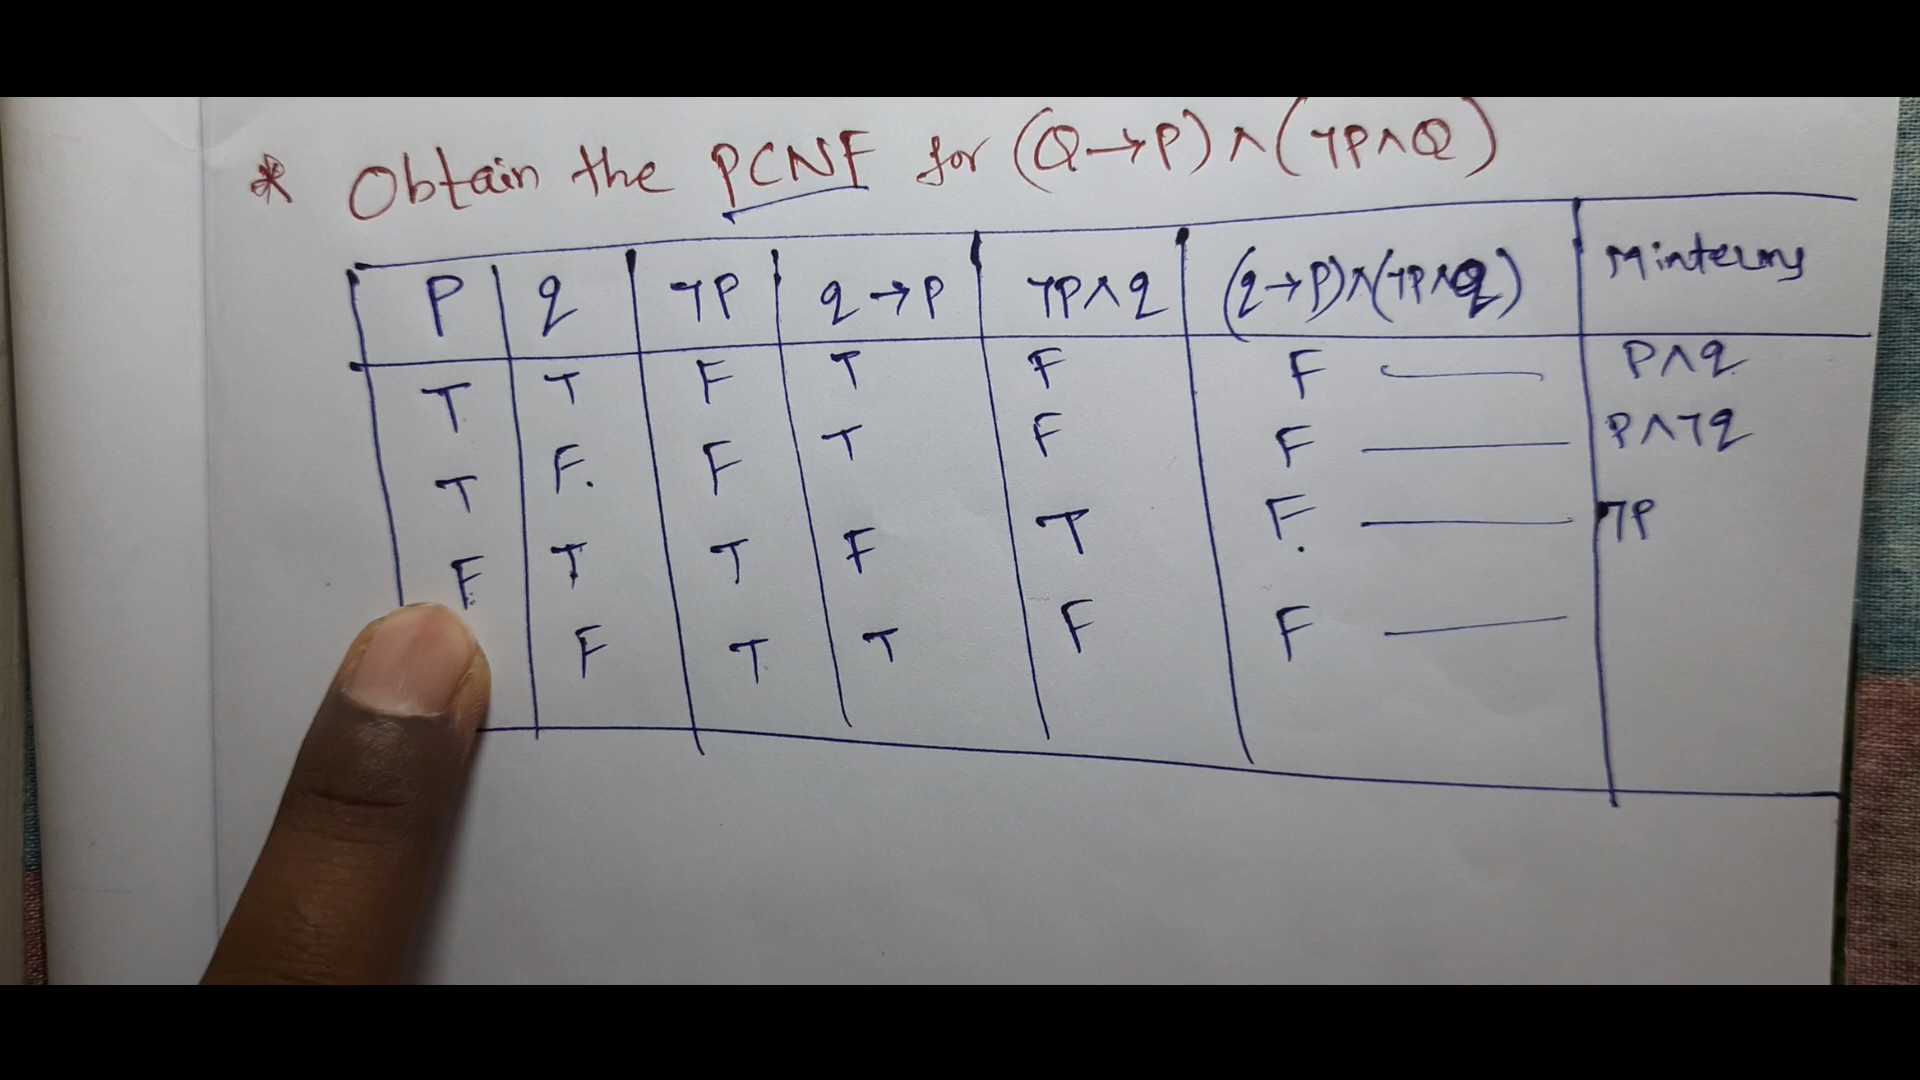 * Obtain the PCNF for (Q→P)∧(¬P∧Q)
P q ¬P q→P ¬P∧q (q→P)∧(¬P∧q) Minterms
T T F T F F P∧q
T F. F T F F P∧¬q
F T T F T F. ¬P
F T T F F